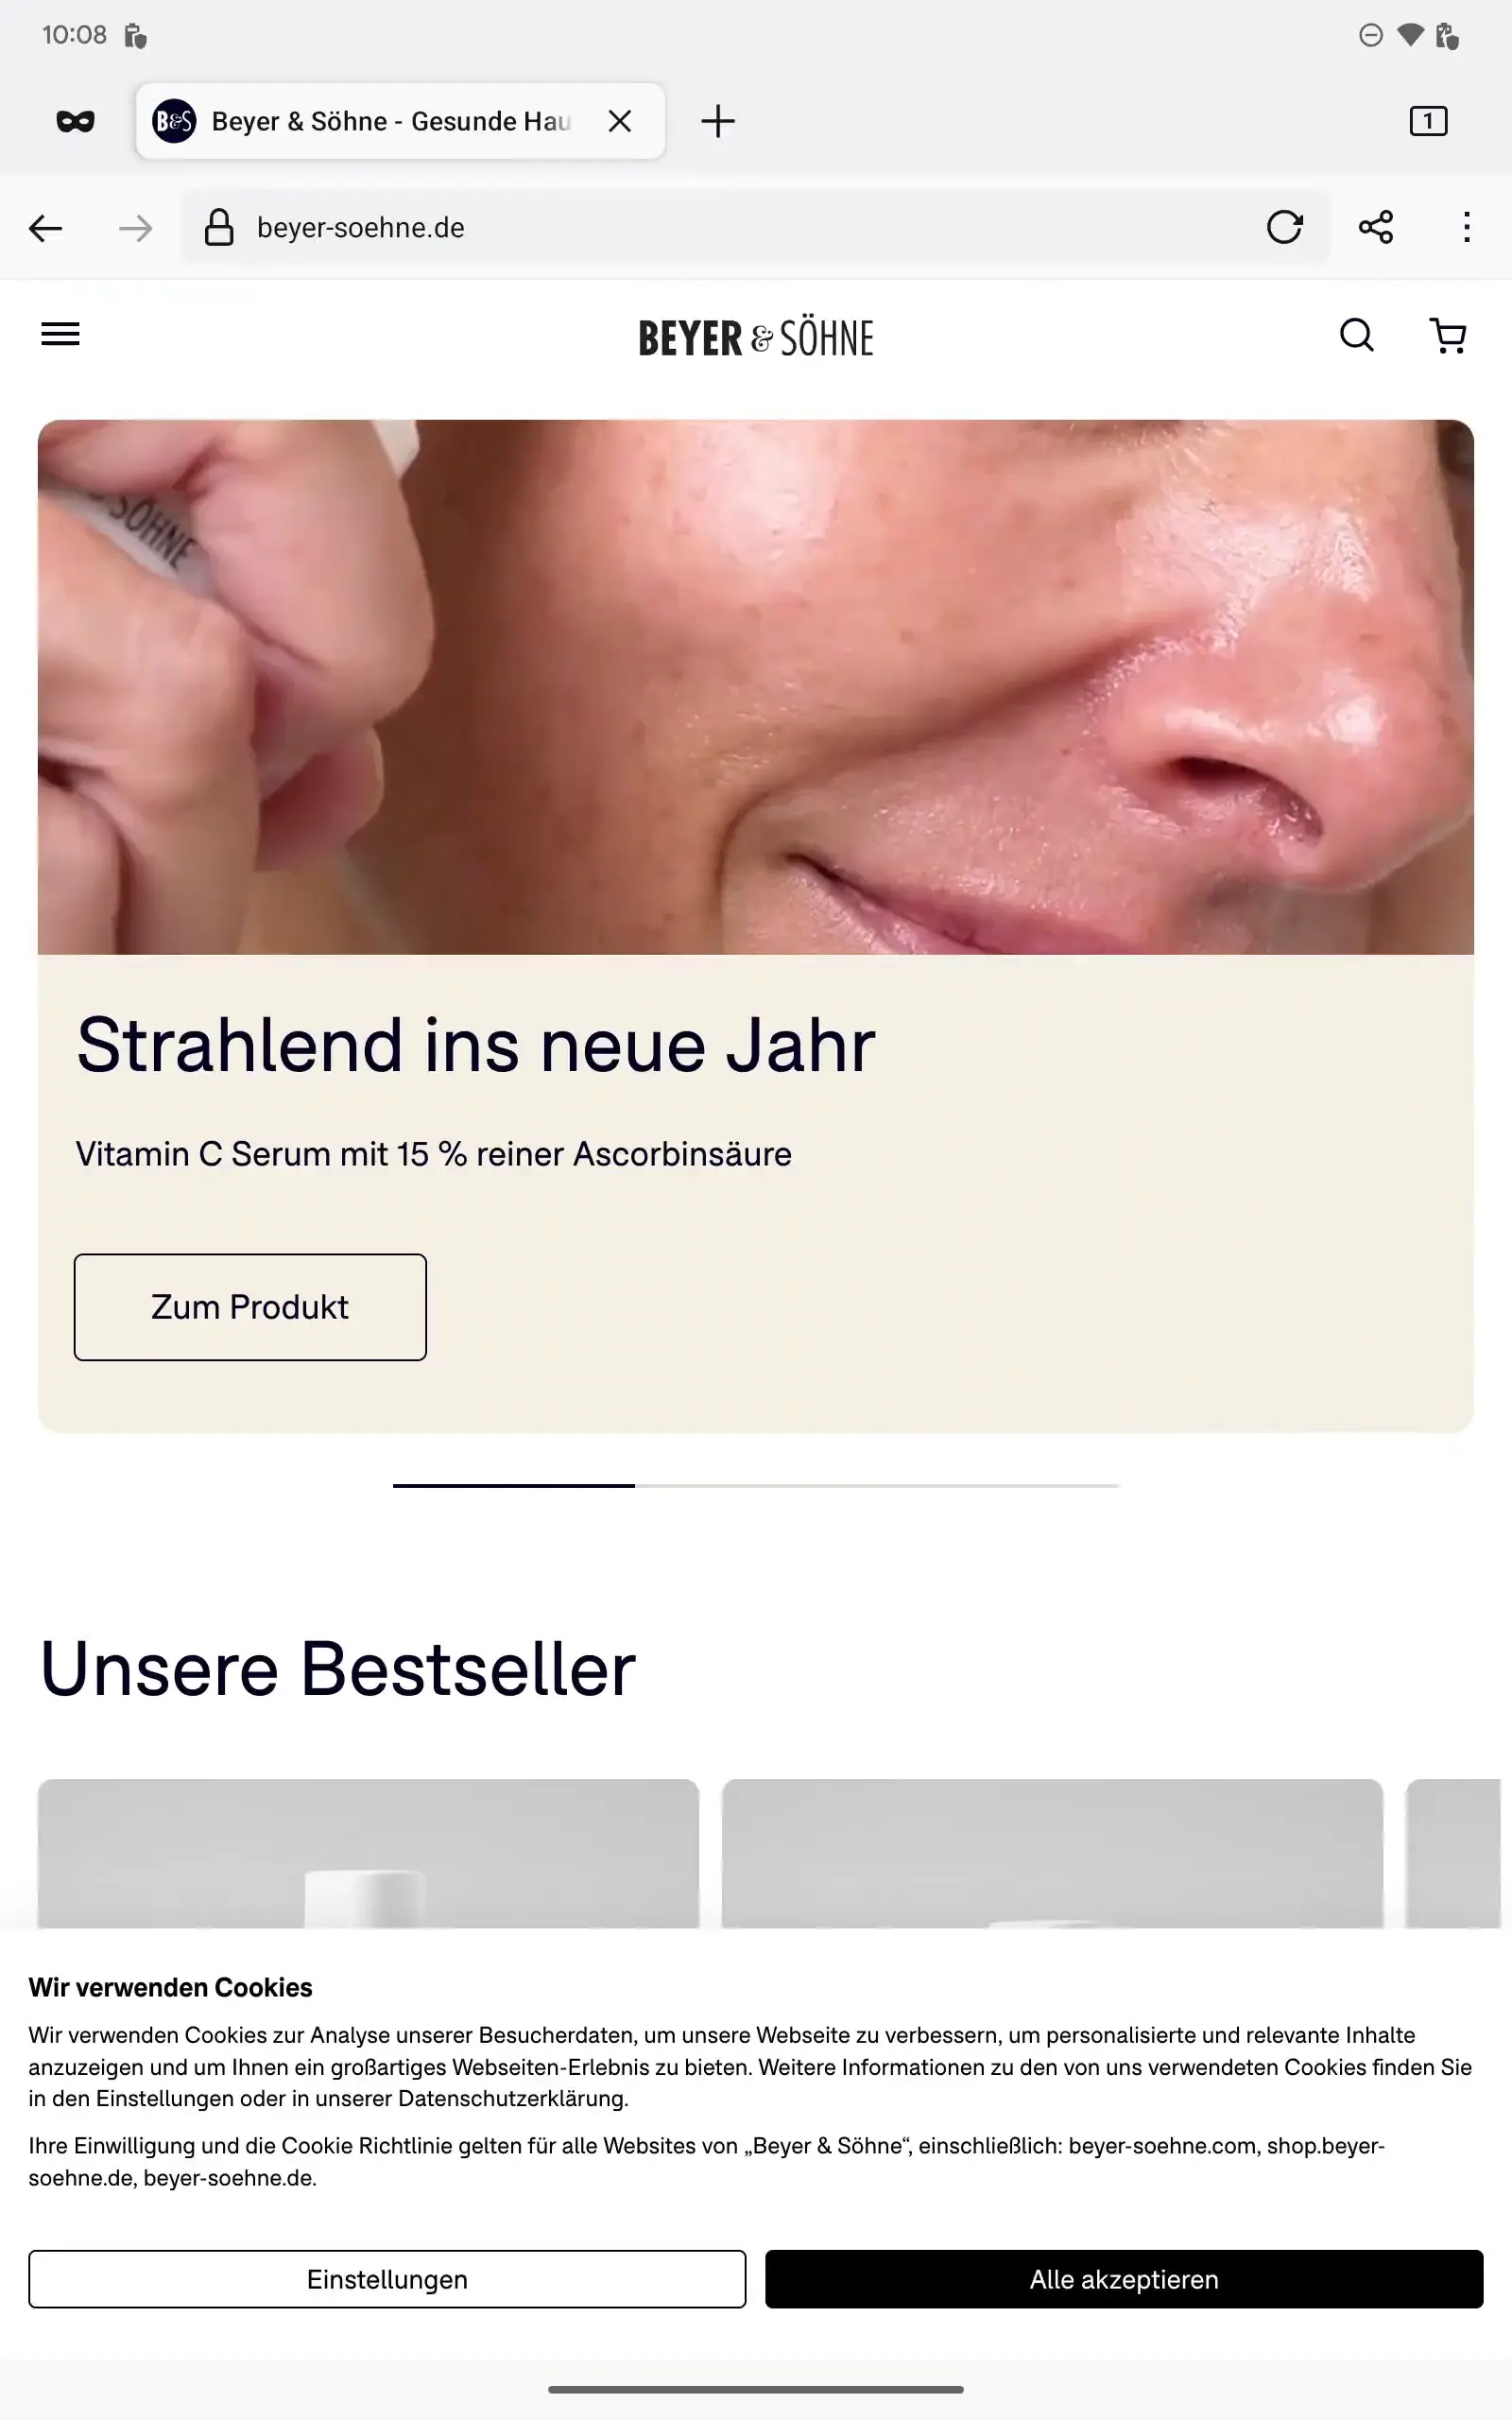 10:08
B&S Beyer & Söhne - Gesunde Hau
1
beyer-soehne.de
BEYER & SÖHNE
SÖHNE
Strahlend ins neue Jahr
Vitamin C Serum mit 15 % reiner Ascorbinsäure
Zum Produkt
Unsere Bestseller
Wir verwenden Cookies
Wir verwenden Cookies zur Analyse unserer Besucherdaten, um unsere Webseite zu verbessern, um personalisierte und relevante Inhalte
anzuzeigen und um Ihnen ein großartiges Webseiten-Erlebnis zu bieten. Weitere Informationen zu den von uns verwendeten Cookies finden Sie
in den Einstellungen oder in unserer Datenschutzerklärung.
Ihre Einwilligung und die Cookie Richtlinie gelten für alle Websites von „Beyer & Söhne“, einschließlich: beyer-soehne.com, shop.beyer-
soehne.de, beyer-soehne.de.
Einstellungen
Alle akzeptieren